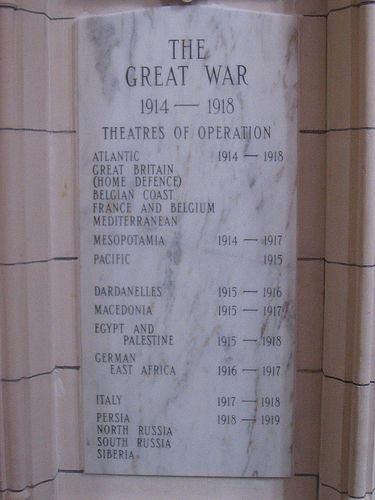 THE
GREAT WAR
1914 — 1918
THEATRES OF OPERATION
ATLANTIC 1914 — 1918
GREAT BRITAIN
(HOME DEFENCE)
BELGIAN COAST
FRANCE AND BELGIUM
MEDITERRANEAN
MESOPOTAMIA 1914 — 1917
PACIFIC 1915
DARDANELLES 1915 — 1916
MACEDONIA 1915 — 1917
EGYPT AND
PALESTINE 1915 — 1918
GERMAN
EAST AFRICA 1916 — 1917
ITALY 1917 — 1918
PERSIA 1918 — 1919
NORTH RUSSIA
SOUTH RUSSIA
SIBERIA